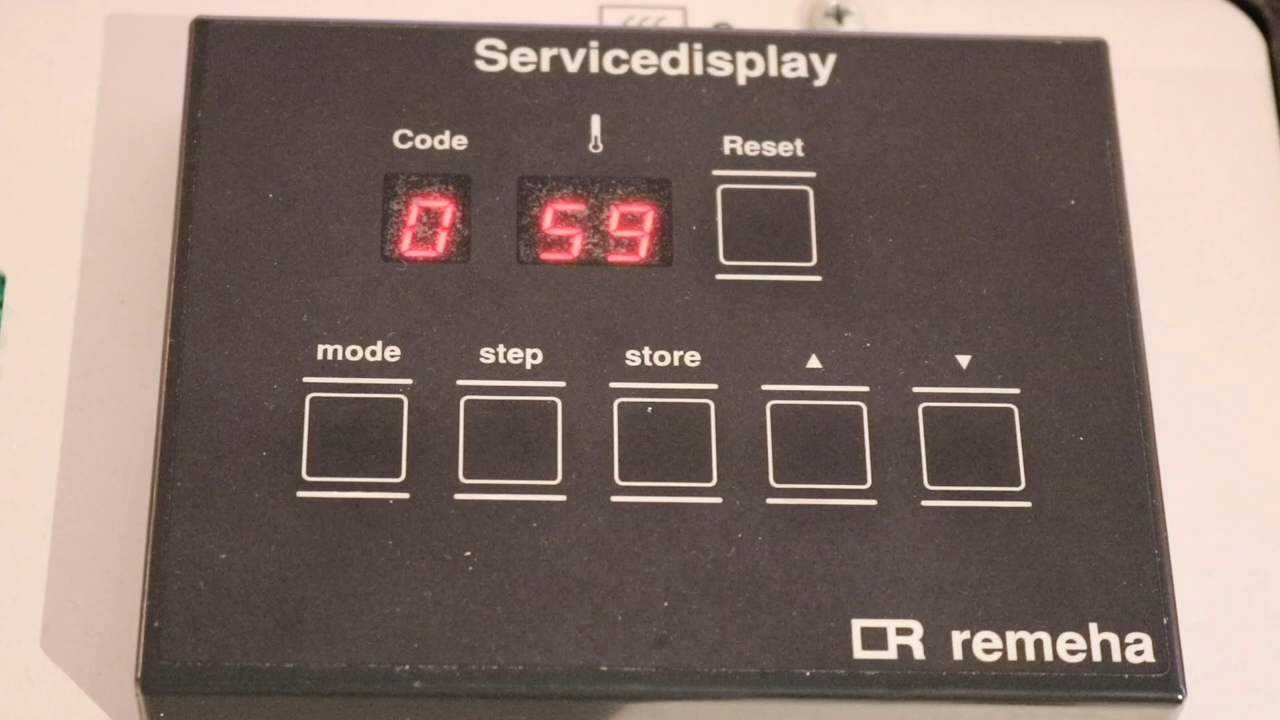 Servicedisplay
Code
Reset
0 59
mode step store ▲ ▼
remeha